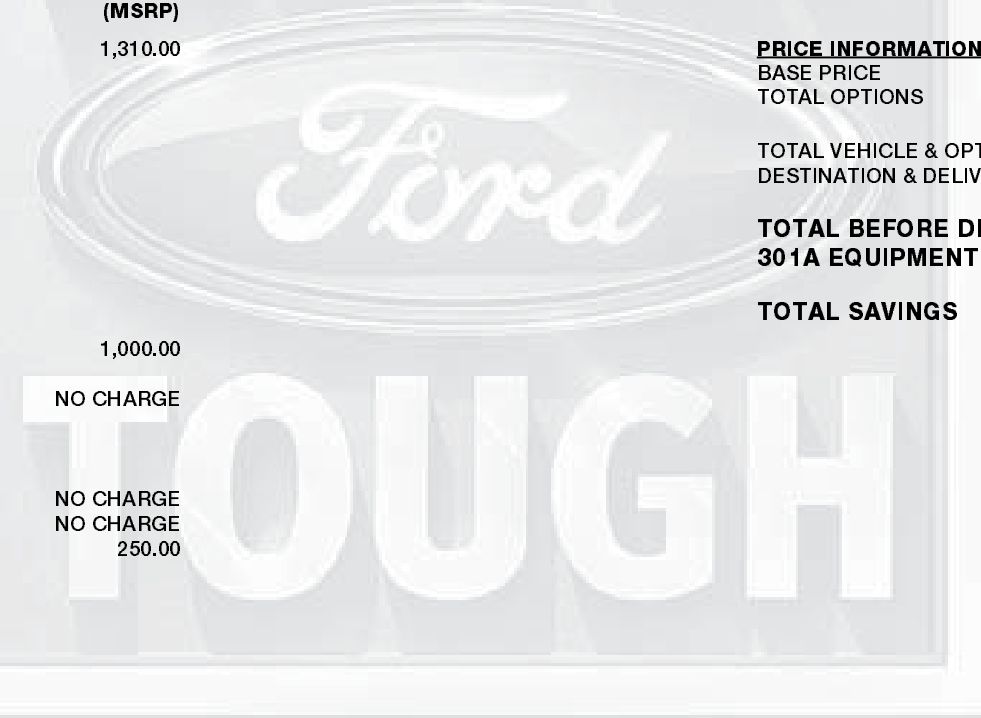 (MSRP)
1,310.00
1,000.00
NO CHARGE
NO CHARGE
NO CHARGE
250.00
PRICE INFORMATION
BASE PRICE
TOTAL OPTIONS
TOTAL VEHICLE & OPT
DESTINATION & DELIV
TOTAL BEFORE DI
301A EQUIPMENT
TOTAL SAVINGS
Ford
TOUGH